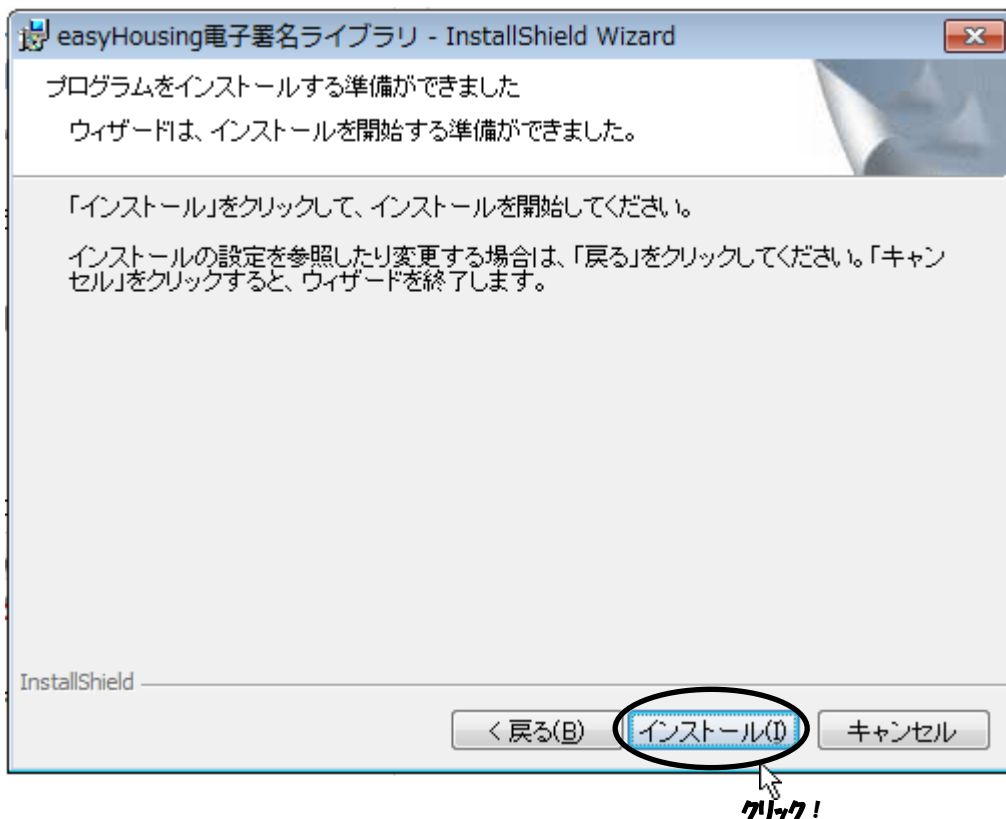 easyHousing電子署名ライブラリ - InstallShield Wizard
プログラムをインストールする準備ができました
ウィザードは、インストールを開始する準備ができました。
「インストール」をクリックして、インストールを開始してください。
インストールの設定を参照したり変更する場合は、「戻る」をクリックしてください。「キャン
セル」をクリックすると、ウィザードを終了します。
InstallShield
< 戻る(B)
インストール(I)
キャンセル
クリック！